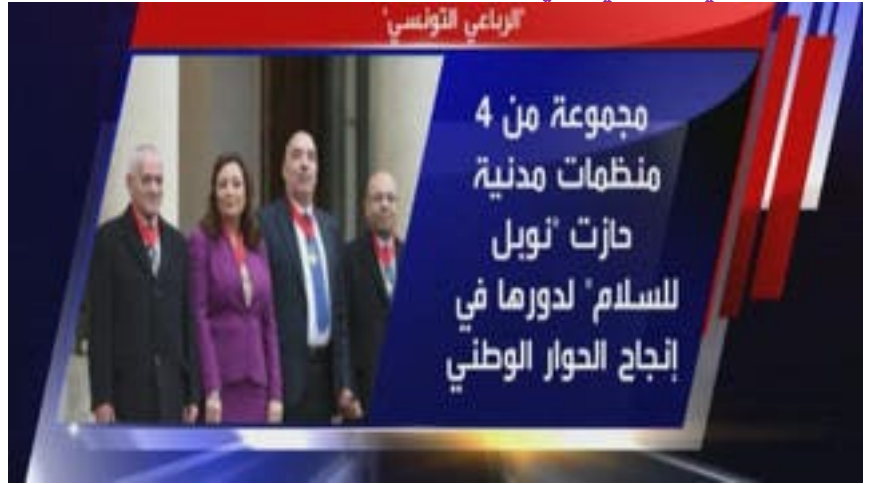 "الرباعي التونسي"
مجموعة من 4
منظمات مدنية
حازت "نوبل
للسلام" لدورها في
إنجاح الحوار الوطني